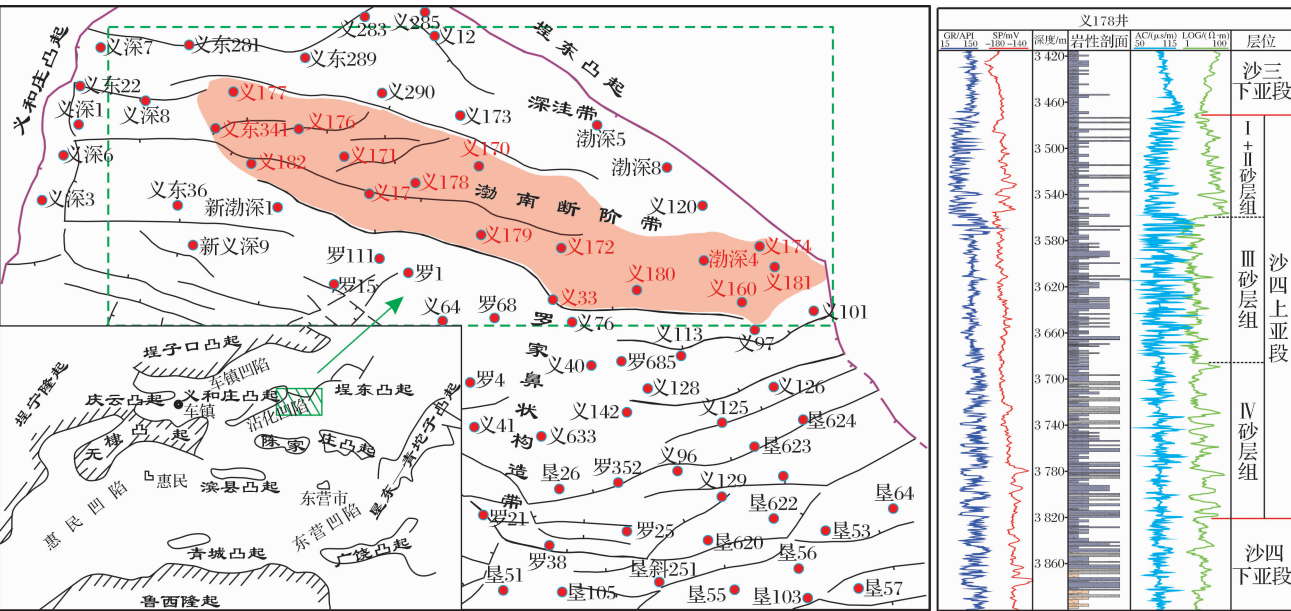 义283
义285
义12
埕东凸起
义和庄凸起
义深7
义东281
义东289
义东22
义深8
义深1
义177
义290
深洼带
义东341
义176
义173
渤深5
义深6
义182
义171
义170
渤深8
义深3
义东36
新渤深1
义17
义178
渤南断阶带
义120
新义深9
义179
义172
义174
渤深4
义181
罗111
罗1
罗15
义180
义160
义33
义64
罗68
义76
义101
义97
义113
罗家鼻状构造带
义40
罗685
罗4
义128
义126
义142
义125
垦624
义41
义633
垦623
义96
垦26
罗352
义129
垦622
垦64
罗21
罗25
垦53
垦620
罗38
垦56
垦斜251
垦51
垦105
垦55
垦103
垦57
埕子口凸起
埕宁隆起
车镇凹陷
庆云凸起
义和庄凸起
埕东凸起
车镇
沾化凹陷
无棣凸起
陈家庄凸起
垦东—青坨子凸起
惠民
滨县凸起
东营市
惠民凹陷
东营凹陷
青城凸起
广饶凸起
鲁西隆起
义178井
GR/API
15 150
SP/mV
-180 -140
深度/m
岩性剖面
AC/(μs/m)
50 115
LOG/(Ω·m)
1 100
层位
3 420
3 460
3 500
3 540
3 580
3 620
3 660
3 700
3 740
3 780
3 820
3 860
沙三下亚段
Ⅰ+Ⅱ砂层组
Ⅲ砂层组
Ⅳ砂层组
沙四上亚段
沙四下亚段